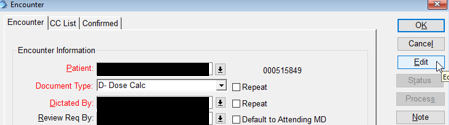 Encounter
Encounter CC List Confirmed
OK
Encounter Information
Cancel
Patient: 000515849
Edit
Document Type: D- Dose Calc Repeat
Status
Dictated By: Repeat
Process
Review Req By: Default to Attending MD
Note